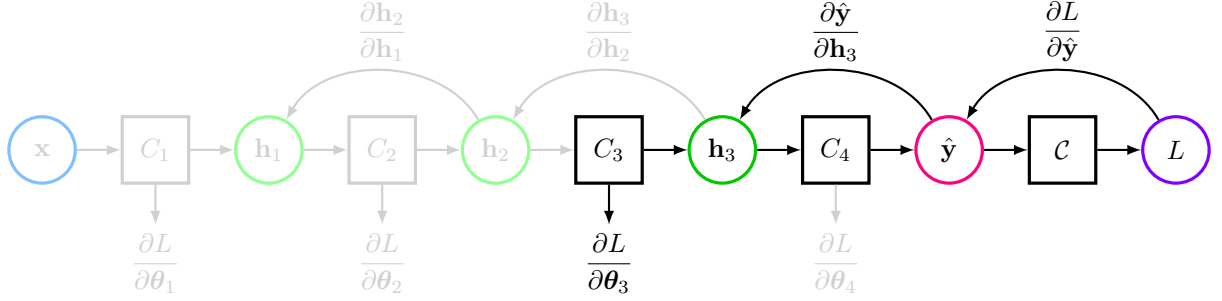 ∂h₂/∂h₁ ∂h₃/∂h₂ ∂ŷ/∂h₃ ∂L/∂ŷ
x C₁ h₁ C₂ h₂ C₃ h₃ C₄ ŷ 𝒞 L
∂L/∂θ₁ ∂L/∂θ₂ ∂L/∂θ₃ ∂L/∂θ₄